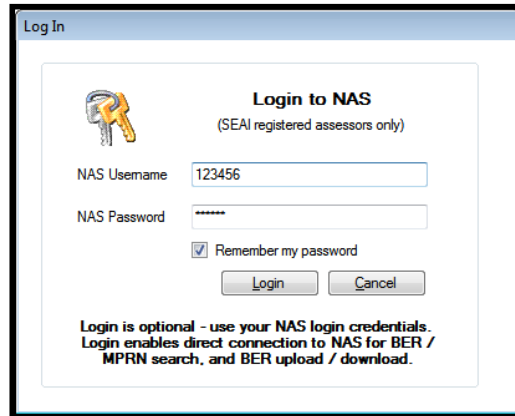 Log In
Login to NAS
(SEAI registered assessors only)
NAS Username 123456
NAS Password ******
Remember my password
Login Cancel
Login is optional - use your NAS login credentials.
Login enables direct connection to NAS for BER /
MPRN search, and BER upload / download.